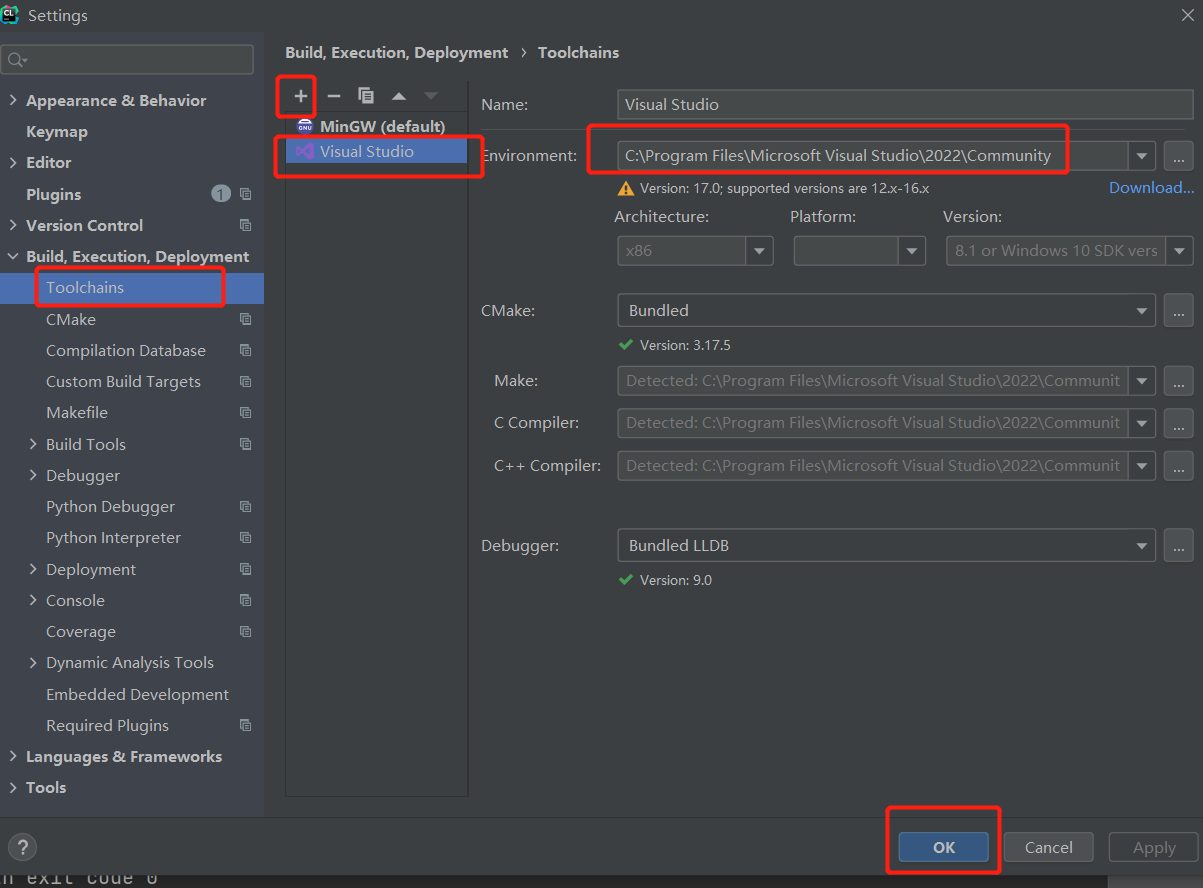 CL
Settings
Build, Execution, Deployment › Toolchains
Appearance & Behavior
Keymap
Editor
Plugins 1
Version Control
Build, Execution, Deployment
Toolchains
CMake
Compilation Database
Custom Build Targets
Makefile
Build Tools
Debugger
Python Debugger
Python Interpreter
Deployment
Console
Coverage
Dynamic Analysis Tools
Embedded Development
Required Plugins
Languages & Frameworks
Tools
?
GNU MinGW (default)
Visual Studio
Name: Visual Studio
Environment: C:\Program Files\Microsoft Visual Studio\2022\Community ...
Version: 17.0; supported versions are 12.x-16.x Download...
Architecture: Platform: Version:
x86 8.1 or Windows 10 SDK vers
CMake: Bundled ...
Version: 3.17.5
Make: Detected: C:\Program Files\Microsoft Visual Studio\2022\Communit ...
C Compiler: Detected: C:\Program Files\Microsoft Visual Studio\2022\Communit ...
C++ Compiler: Detected: C:\Program Files\Microsoft Visual Studio\2022\Communit ...
Debugger: Bundled LLDB ...
Version: 9.0
OK Cancel Apply
exit code 0